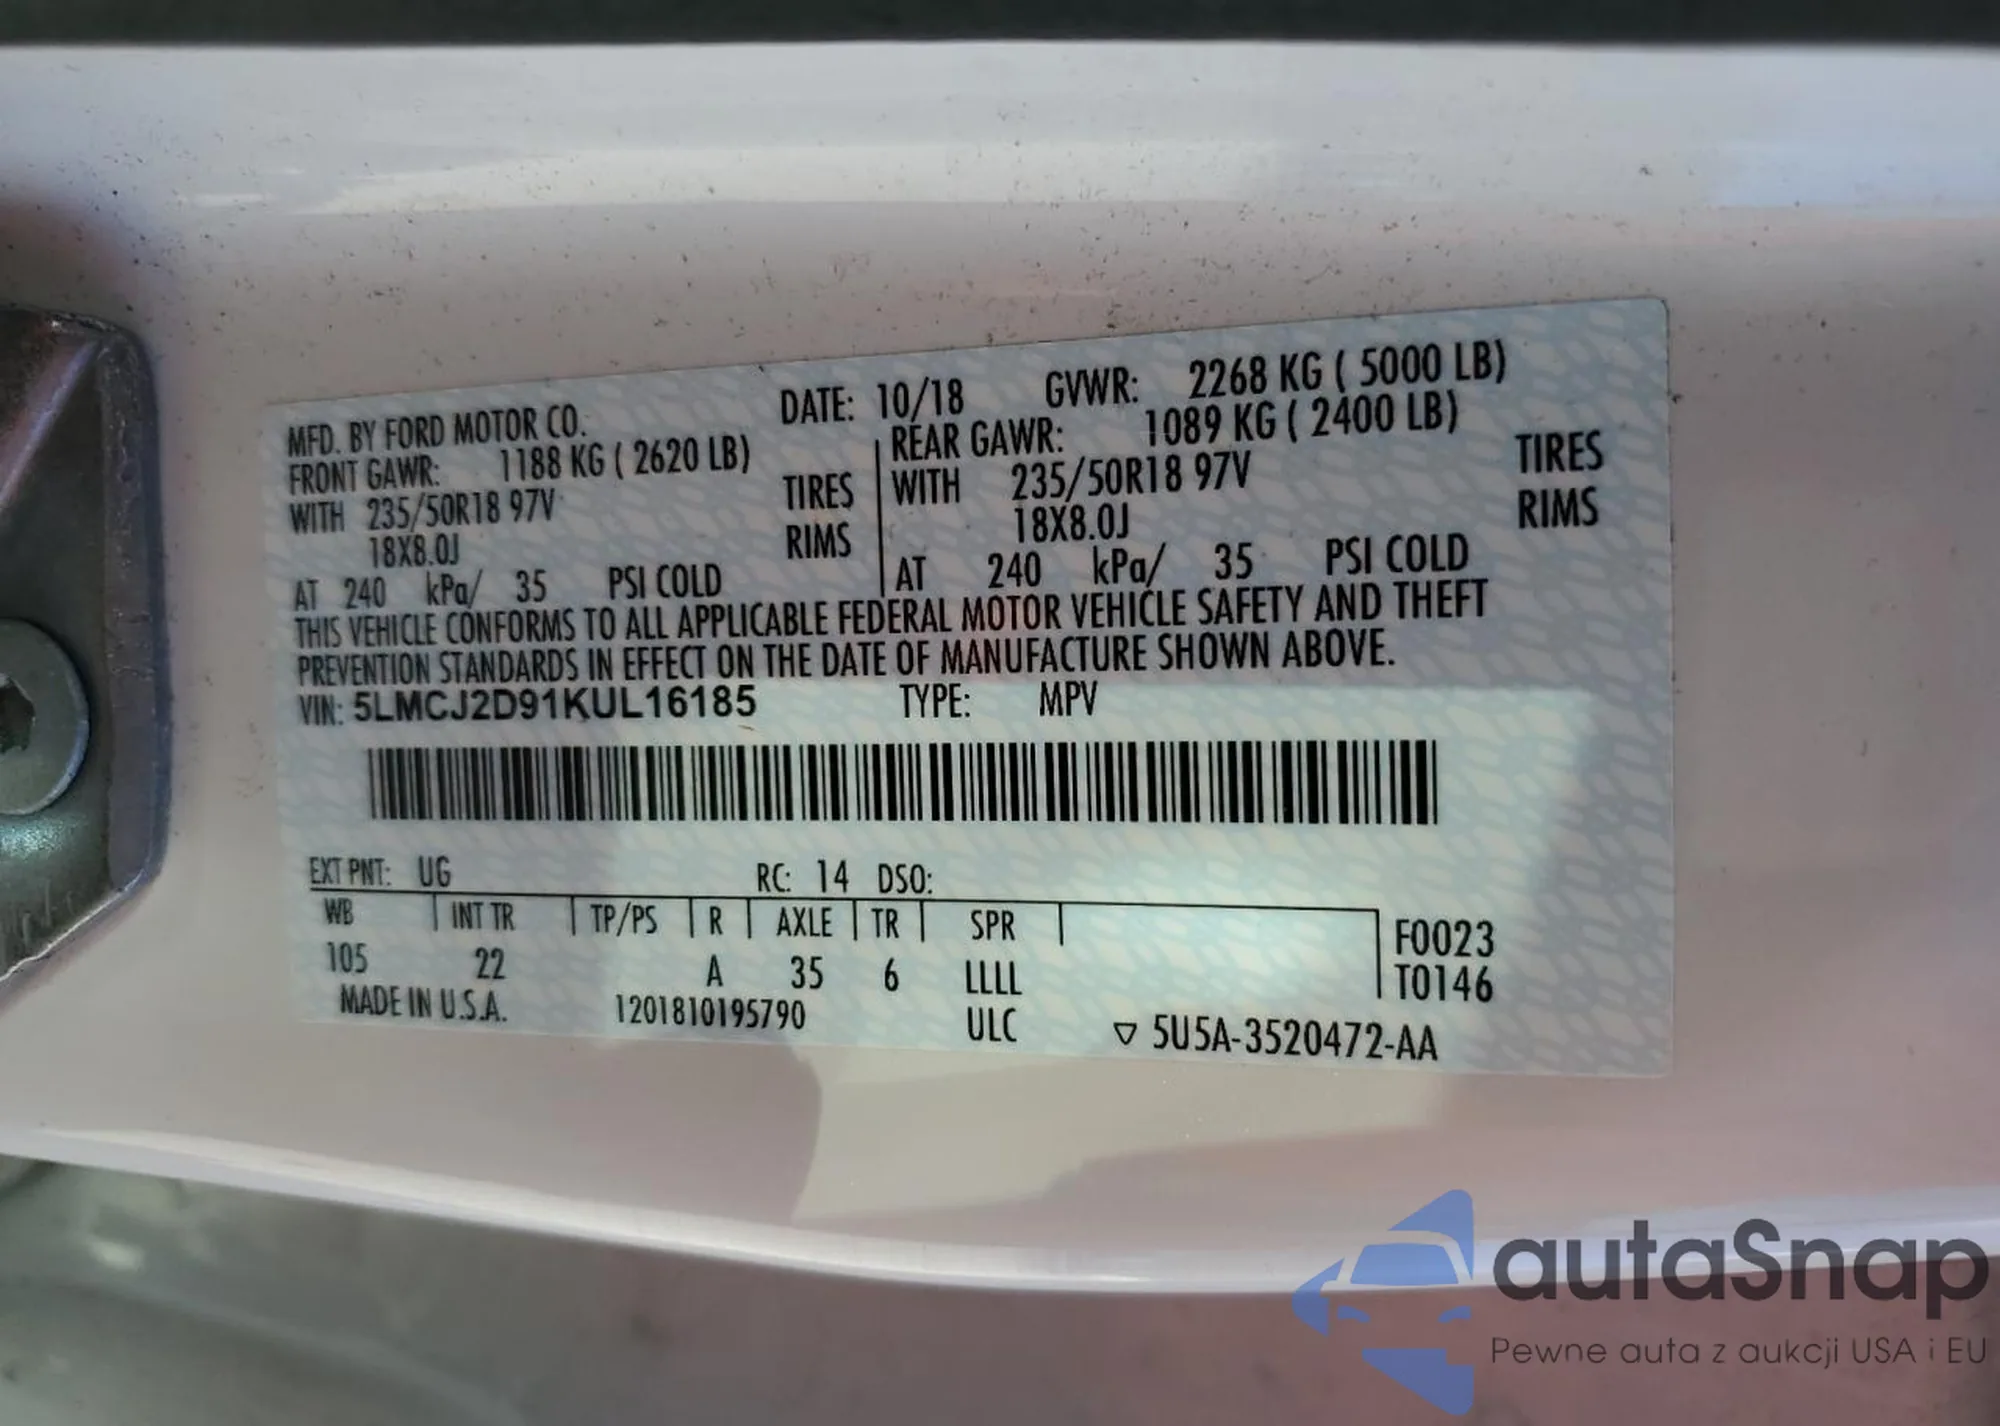 MFD. BY FORD MOTOR CO. DATE: 10/18 GVWR: 2268 KG ( 5000 LB)
FRONT GAWR: 1188 KG ( 2620 LB) REAR GAWR: 1089 KG ( 2400 LB)
WITH 235/50R18 97V TIRES WITH 235/50R18 97V TIRES
18X8.0J RIMS 18X8.0J RIMS
AT 240 kPa/ 35 PSI COLD AT 240 kPa/ 35 PSI COLD
THIS VEHICLE CONFORMS TO ALL APPLICABLE FEDERAL MOTOR VEHICLE SAFETY AND THEFT
PREVENTION STANDARDS IN EFFECT ON THE DATE OF MANUFACTURE SHOWN ABOVE.
VIN: 5LMCJ2D91KUL16185 TYPE: MPV
EXT PNT: UG RC: 14 DSO:
WB INT TR TP/PS R AXLE TR SPR F0023
105 22 A 35 6 LLLL T0146
MADE IN U.S.A. 1201810195790 ULC ▽ 5U5A-3520472-AA
autaSnap
Pewne auta z aukcji USA i EU